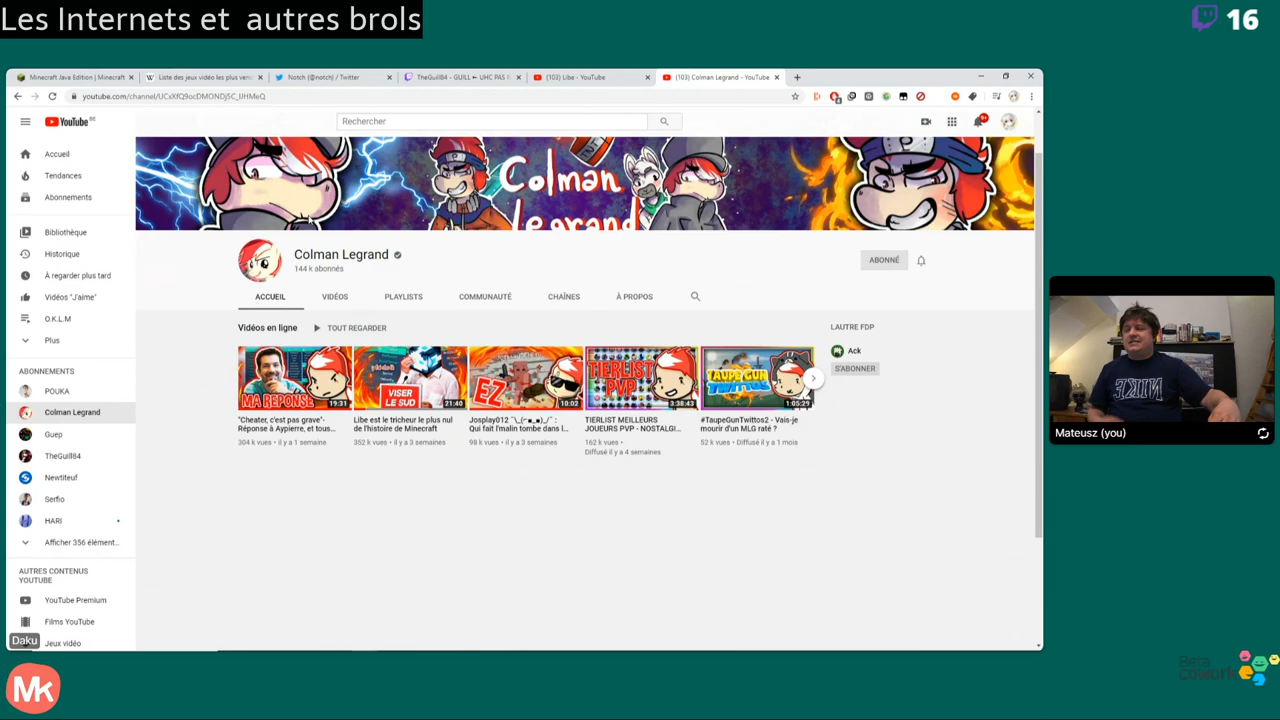 Les Internets et  autres brols
16
Minecraft Java Edition | Minecraft
Liste des jeux vidéo les plus ven
Notch (@notch) / Twitter
TheGuill84 - GUILL ← UHC PAS
(103) Libe - YouTube
(103) Colman Legrand - YouTube
youtube.com/channel/UCxXfQ9ocDMONDj5C_IJHMeQ
YouTube BE
Rechercher
9+
Colman
Legrand
Accueil
Tendances
Abonnements
Bibliothèque
Historique
À regarder plus tard
Vidéos "J'aime"
O.K.L.M
Plus
ABONNEMENTS
POUKA
Colman Legrand
Guep
TheGuill84
Newtiteuf
Serfio
HARI
Afficher 356 élément...
AUTRES CONTENUS
YOUTUBE
YouTube Premium
Films YouTube
Jeux vidéo
Daku
Colman Legrand
144 k abonnés
ABONNÉ
ACCUEIL
VIDÉOS
PLAYLISTS
COMMUNAUTÉ
CHAÎNES
À PROPOS
Vidéos en ligne
TOUT REGARDER
MA RÉPONSE
19:31
"Cheater, c'est pas grave"-
Réponse à Aypierre, et tous...
304 k vues • il y a 1 semaine
VISER
LE SUD
21:40
Libe est le tricheur le plus nul
de l'histoire de Minecraft
352 k vues • il y a 3 semaines
EZ
10:02
Josplay012 ¯\_(⌐■_■)_/¯ :
Qui fait l'malin tombe dans l...
98 k vues • il y a 3 semaines
TIERLIST
PVP
3:38:43
TIERLIST MEILLEURS
JOUEURS PVP - NOSTALGI...
162 k vues •
Diffusé il y a 4 semaines
TAUPE GUN
TWITTOS
1:05:29
#TaupeGunTwittos2 - Vais-je
mourir d'un MLG raté ?
52 k vues • Diffusé il y a 1 mois
LAUTRE FDP
Ack
S'ABONNER
NIKE
Mateusz (you)
Mk
Beta
cowork